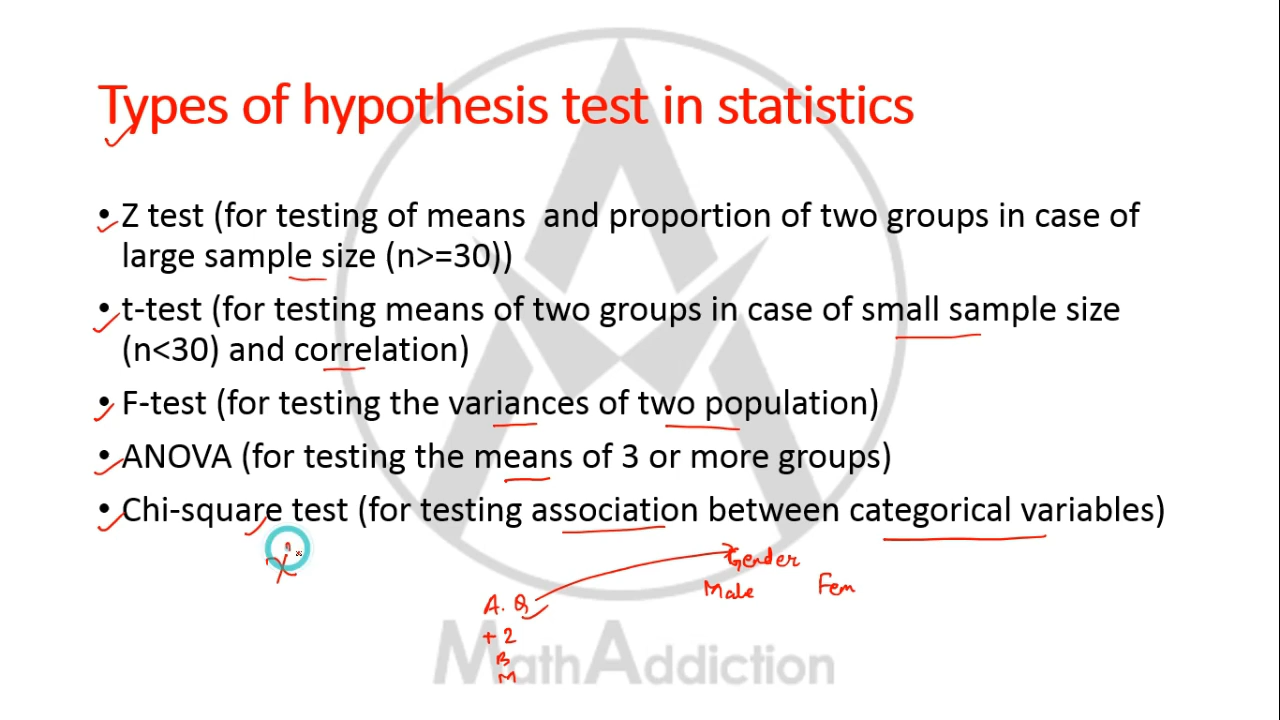 Types of hypothesis test in statistics
• Z test (for testing of means and proportion of two groups in case of
large sample size (n>=30))
• t-test (for testing means of two groups in case of small sample size
(n<30) and correlation)
• F-test (for testing the variances of two population)
• ANOVA (for testing the means of 3 or more groups)
• Chi-square test (for testing association between categorical variables)
Gender
Male Fem
A. Q
+ 2
B
M
MathAddiction